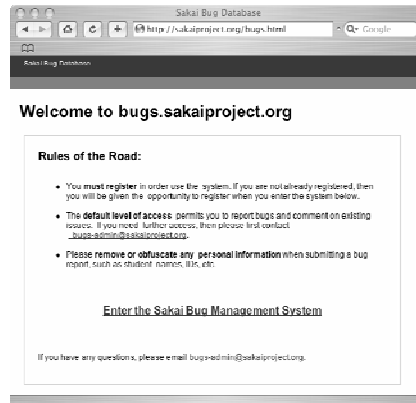 Sakai Bug Database
http://sakaiproject.org/bugs.html
Google
Sakai Bug Database
Welcome to bugs.sakaiproject.org
Rules of the Road:
You must register in order use the system. If you are not already registered, then
you will be given the opportunity to register when you enter the system below.
The default level of access permits you to report bugs and comment on existing
issues. If you need further access, then please first contact
bugs-admin@sakaiproject.org.
Please remove or obfuscate any personal information when submitting a bug
report, such as student names, IDs, etc.
Enter the Sakai Bug Management System
If you have any questions, please email bugs-admin@sakaiproject.org.